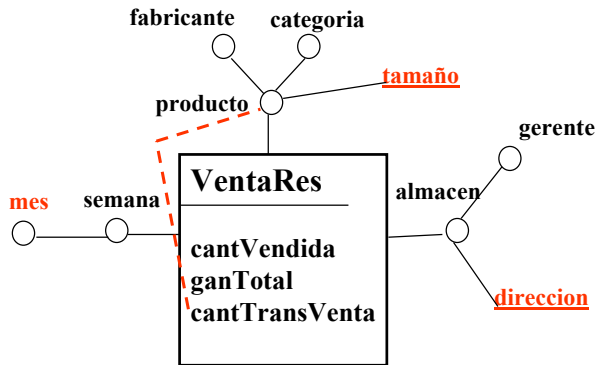 fabricante
categoria
tamaño
producto
gerente
VentaRes
almacen
mes
semana
cantVendida
ganTotal
cantTransVenta
direccion